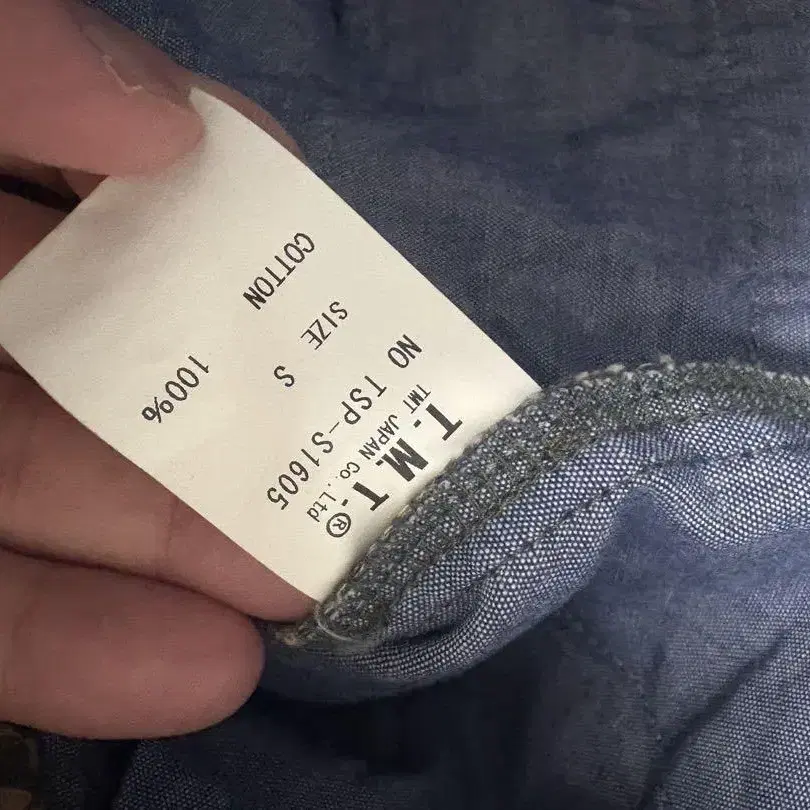 T.M.T.®
TMT JAPAN Co.,Ltd
NO TSP-S1605
SIZE S
COTTON 100%